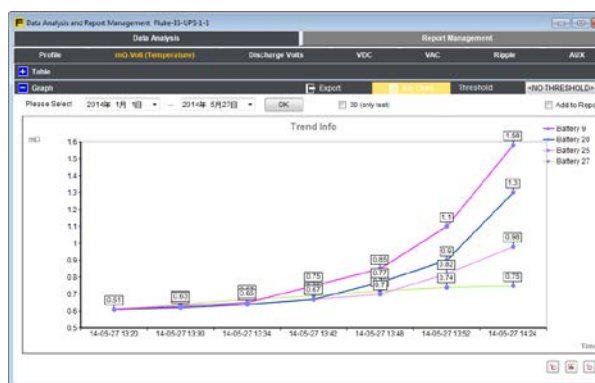 Data Analysis and Report Management Fluke-03-UPS-1-1
Data Analysis Report Management
Profile mΩ-Volt (Temperature) Discharge Volts VDC VAC Ripple AUX
Table
Graph Export Threshold <NO THRESHOLD>
Please Select 2014年 1月 1日 -- 2014年 5月27日 OK 3D (only last) Add to Repo
Trend Info
mΩ
1.6
1.5
1.4
1.3
1.2
1.1
1
0.9
0.8
0.7
0.6
0.5
0.61
0.63
0.65
0.75
0.67
0.85
0.77
0.7
1.1
0.9
0.82
0.74
1.58
1.3
0.98
0.75
Battery 9
Battery 26
Battery 25
Battery 27
14-05-27 13:20 14-05-27 13:30 14-05-27 13:34 14-05-27 13:42 14-05-27 13:48 14-05-27 13:52 14-05-27 14:24
Time